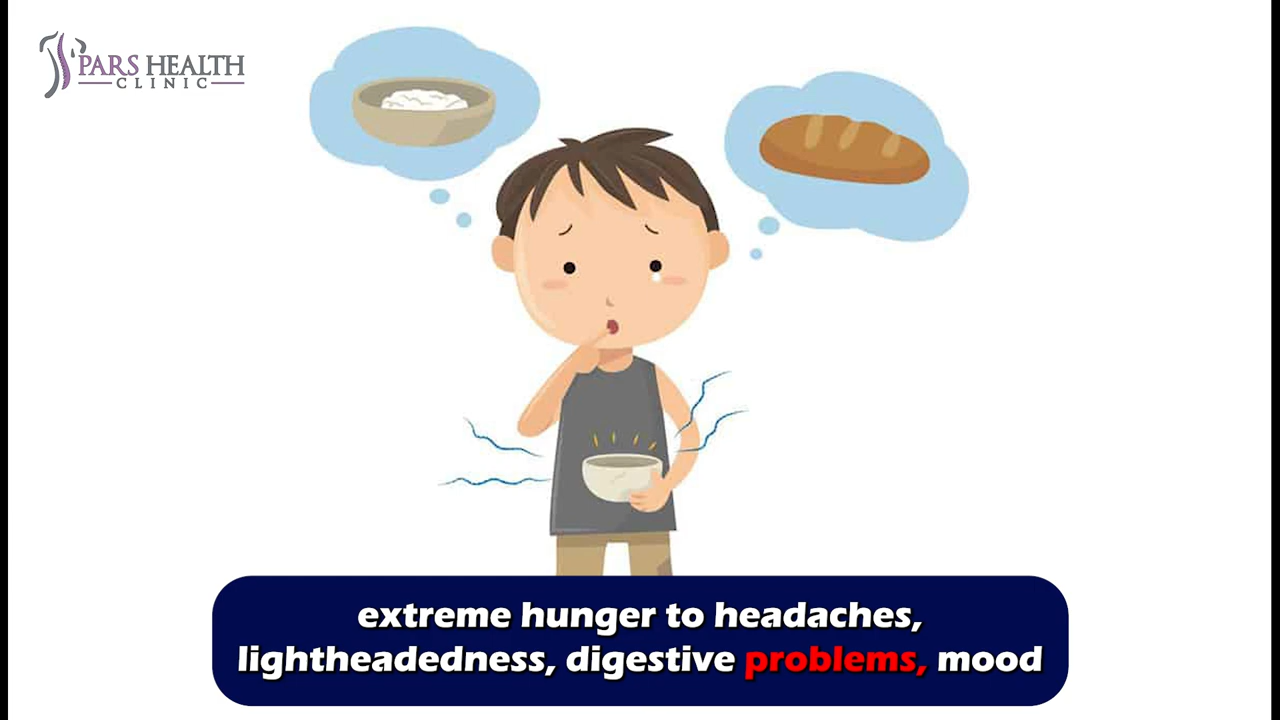 PARS HEALTH
CLINIC
extreme hunger to headaches,
lightheadedness, digestive problems, mood